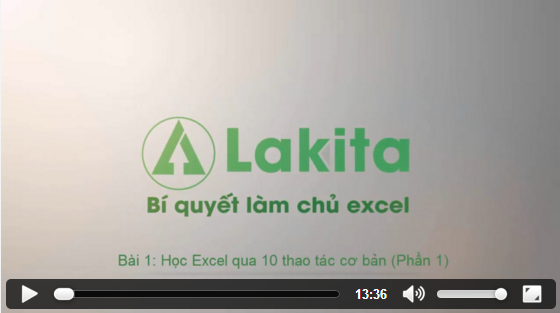 Lakita
Bí quyết làm chủ excel
Bài 1: Học Excel qua 10 thao tác cơ bản (Phần 1)
13:36